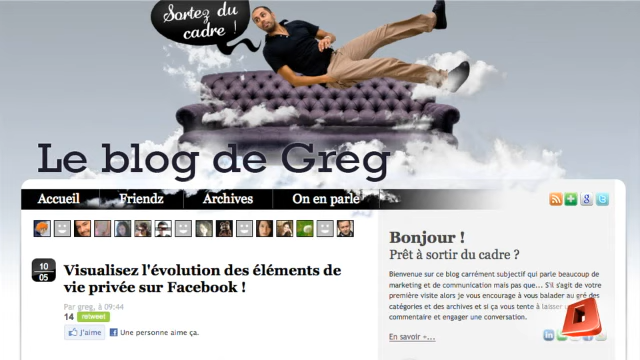 Sortez du
cadre !
Le blog de Greg
Accueil Friendz Archives On en parle
10
05
Visualisez l'évolution des éléments de
vie privée sur Facebook !
Par greg, à 09:44
14 retweet
J'aime Une personne aime ça.
Bonjour !
Prêt à sortir du cadre ?
Bienvenue sur ce blog carrément subjectif qui parle beaucoup de
marketing et de communication mais pas que... S'il s'agit de votre
première visite alors je vous encourage à vous balader au gré des
catégories et des archives et si ça vous tente à laisser
commentaire et engager une conversation.
En savoir +...